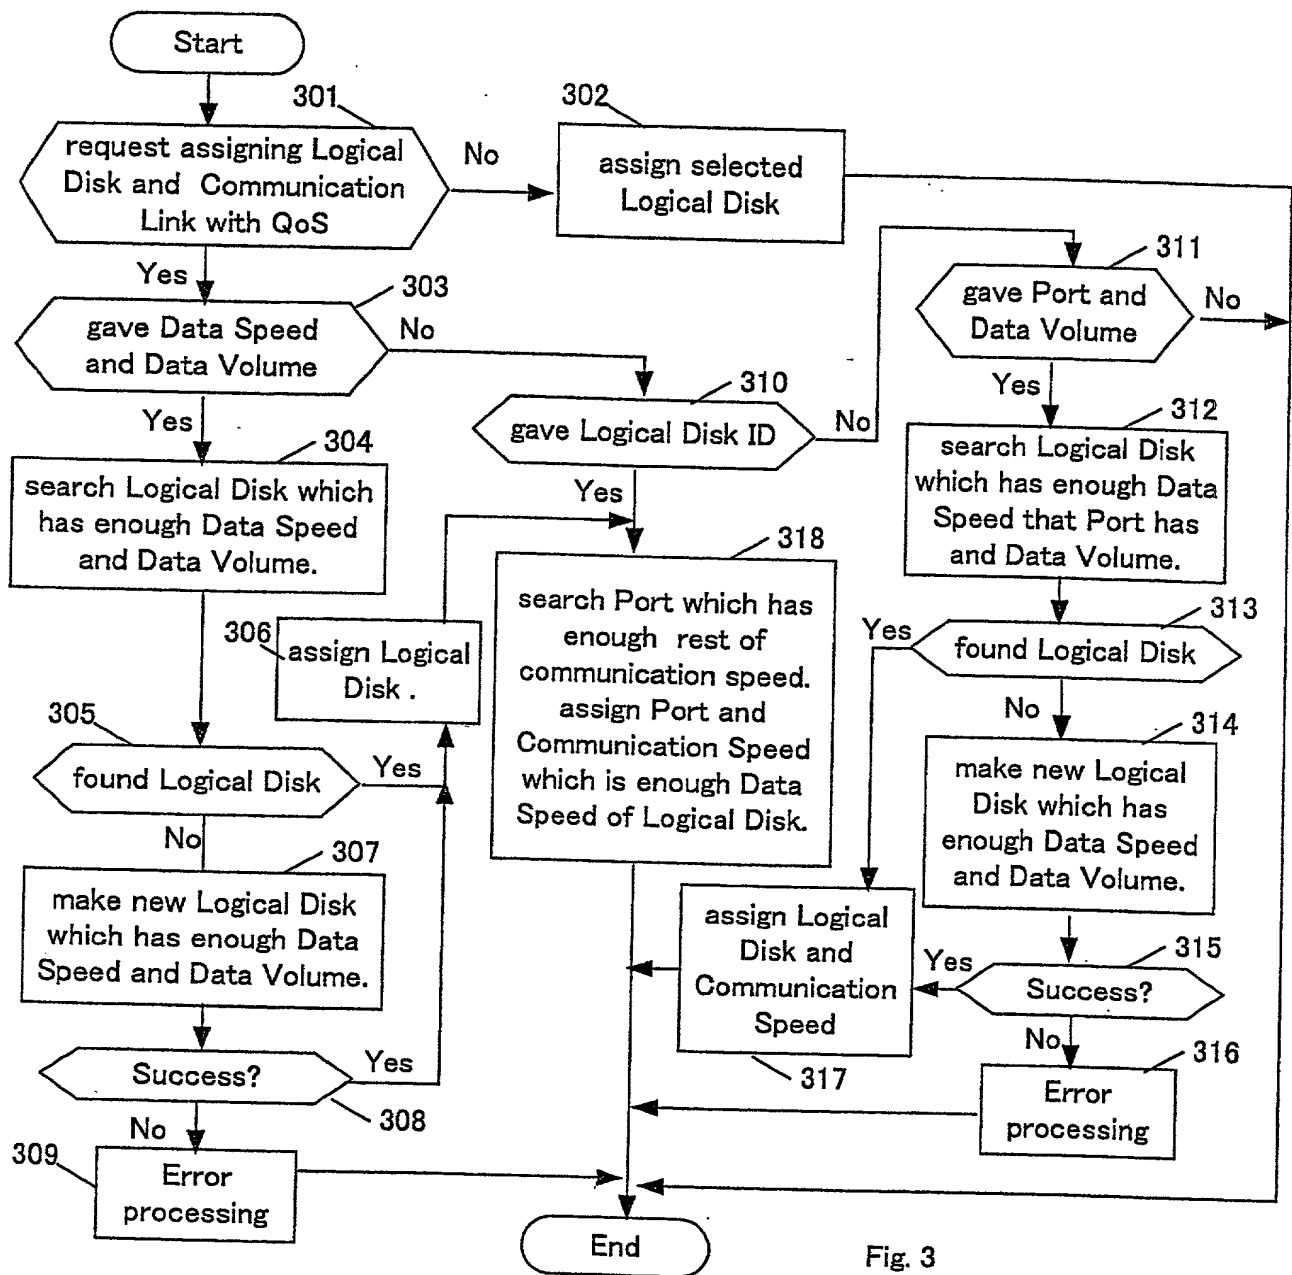 Start
301
request assigning Logical
Disk and Communication
Link with QoS
No
302
assign selected
Logical Disk
Yes
303
gave Data Speed
and Data Volume
No
311
gave Port and
Data Volume
No
Yes
304
search Logical Disk which
has enough Data Speed
and Data Volume.
310
gave Logical Disk ID
No
Yes
Yes
312
search Logical Disk
which has enough Data
Speed that Port has
and Data Volume.
306
assign Logical
Disk .
318
search Port which has
enough rest of
communication speed.
assign Port and
Communication Speed
which is enough Data
Speed of Logical Disk.
313
Yes
found Logical Disk
No
305
found Logical Disk
Yes
No
314
make new Logical
Disk which has
enough Data Speed
and Data Volume.
307
make new Logical Disk
which has enough Data
Speed and Data Volume.
assign Logical
Disk and
Communication
Speed
317
315
Yes
Success?
No
316
Error
processing
Success?
Yes
308
No
309
Error
processing
End
Fig. 3